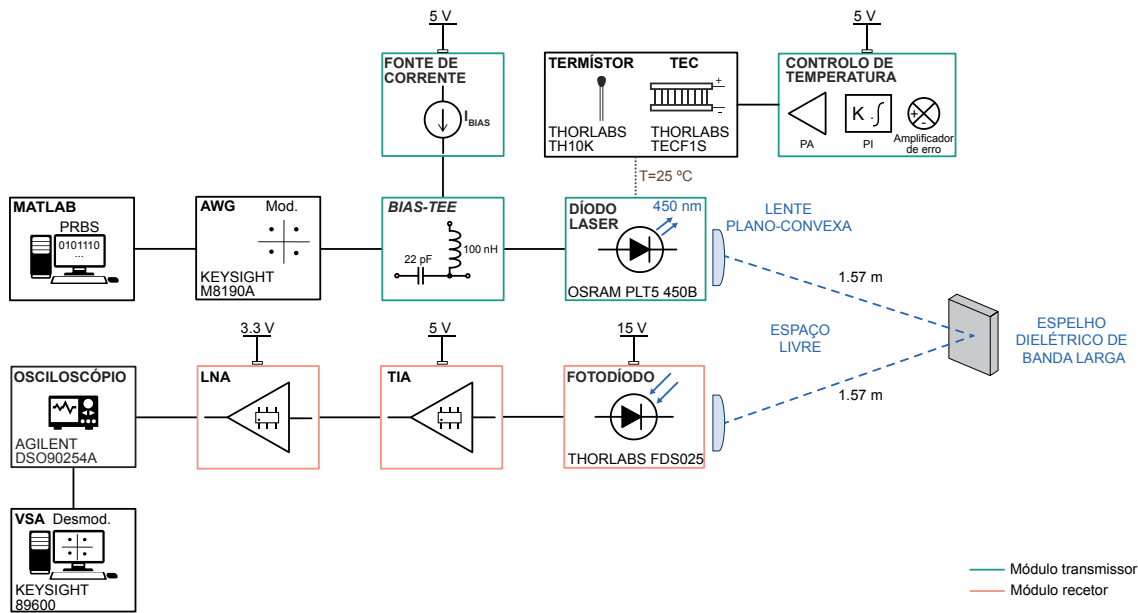 5 V
5 V
FONTE DE
CORRENTE
I_BIAS
TERMÍSTOR
TEC
+
-
THORLABS
TH10K
THORLABS
TECF1S
CONTROLO DE
TEMPERATURA
K .∫
+
-
PA
PI
Amplificador
de erro
T=25 ºC
MATLAB
PRBS
0101110
...
AWG
Mod.
KEYSIGHT
M8190A
BIAS-TEE
22 pF
100 nH
DÍODO
LASER
450 nm
OSRAM PLT5 450B
LENTE
PLANO-CONVEXA
1.57 m
ESPAÇO
LIVRE
ESPELHO
DIELÉTRICO DE
BANDA LARGA
1.57 m
3.3 V
5 V
15 V
OSCILOSCÓPIO
AGILENT
DSO90254A
LNA
TIA
FOTODÍODO
THORLABS FDS025
VSA Desmod.
KEYSIGHT
89600
Módulo transmissor
Módulo recetor